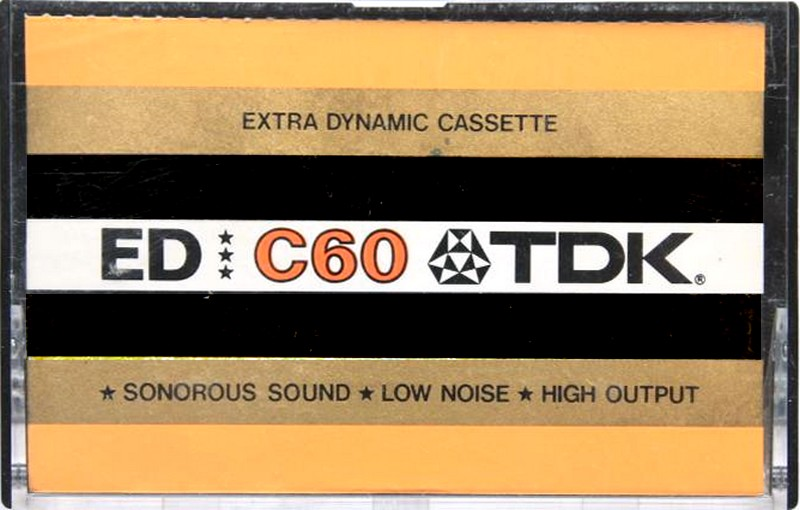 EXTRA DYNAMIC CASSETTE
ED ★★★ C60 TDK®
★ SONOROUS SOUND ★ LOW NOISE ★ HIGH OUTPUT